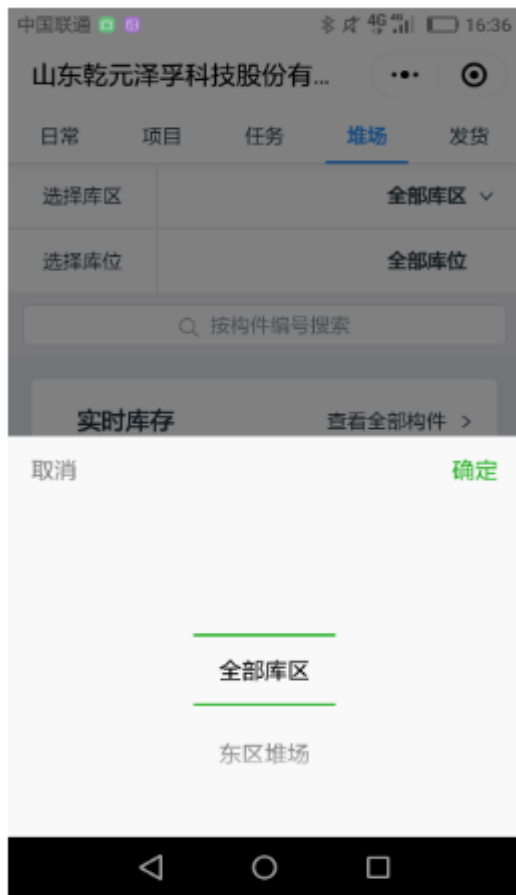 中国联通 4G 16:36
山东乾元泽孚科技股份有...
日常 项目 任务 堆场 发货
选择库区 全部库区
选择库位 全部库位
按构件编号搜索
实时库存 查看全部构件 >
取消 确定
全部库区
东区堆场